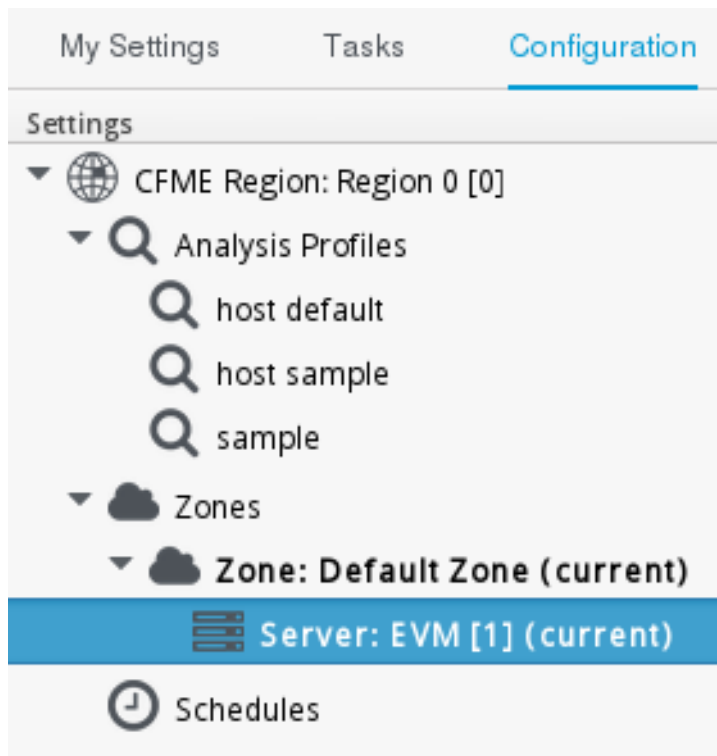 My Settings Tasks Configuration
Settings
CFME Region: Region 0 [0]
Analysis Profiles
host default
host sample
sample
Zones
Zone: Default Zone (current)
Server: EVM [1] (current)
Schedules